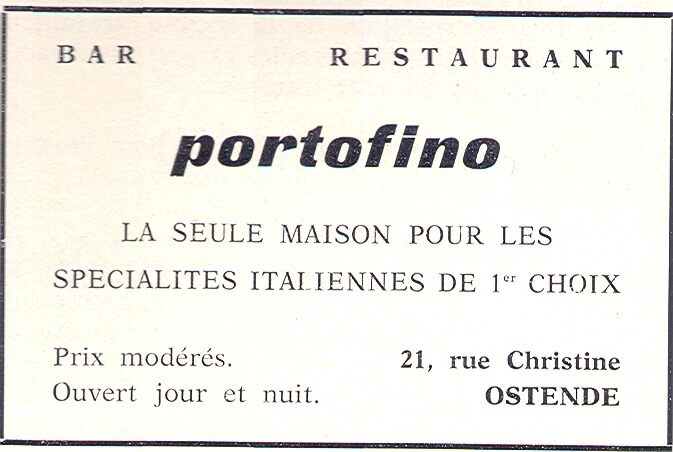 BAR RESTAURANT
portofino
LA SEULE MAISON POUR LES
SPECIALITES ITALIENNES DE 1er CHOIX
Prix modérés. 21, rue Christine
Ouvert jour et nuit. OSTENDE